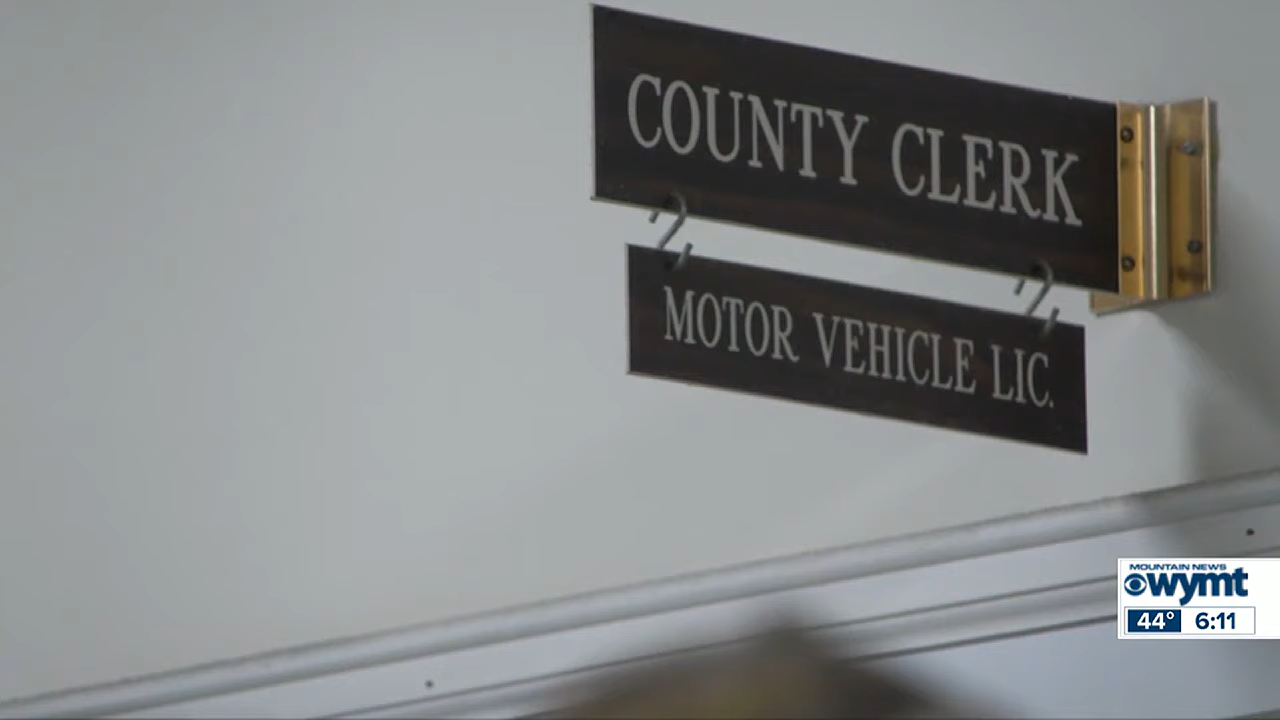 COUNTY CLERK
MOTOR VEHICLE LIC.
MOUNTAIN NEWS
wymt
44° 6:11